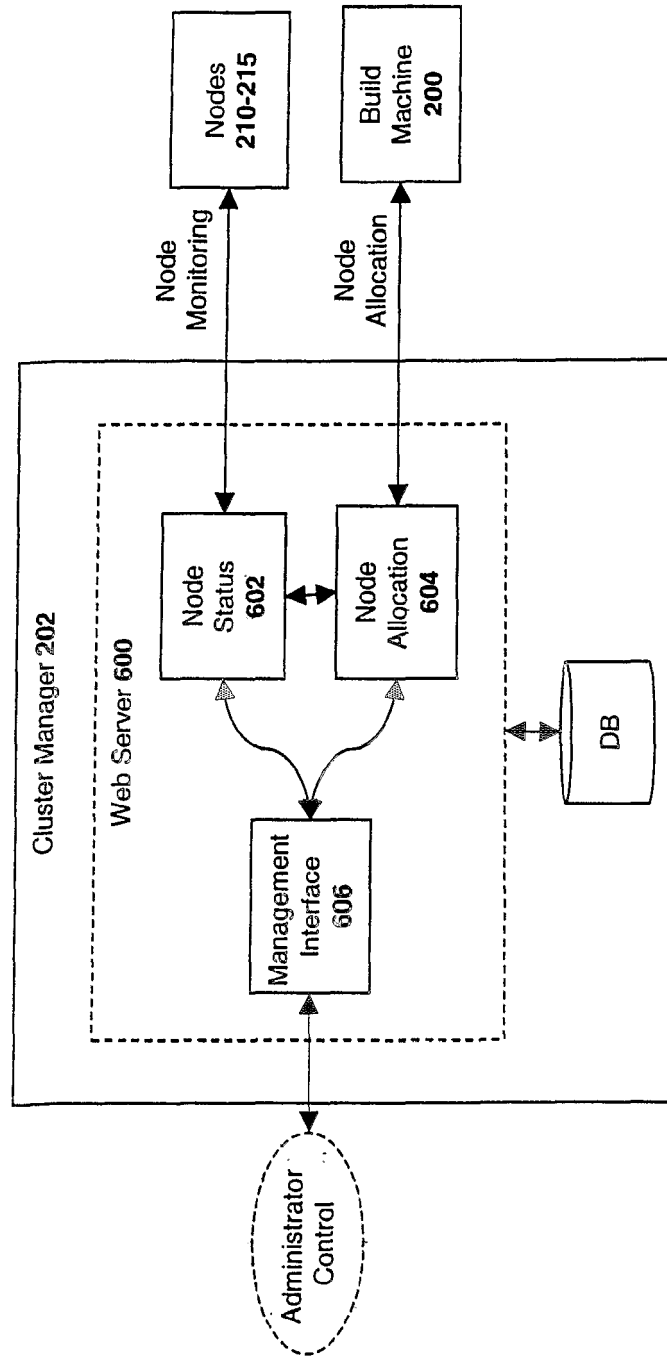 Cluster Manager 202
Web Server 600
Administrator
Control
Management
Interface
606
Node
Status
602
Node
Allocation
604
DB
Node
Monitoring
Node
Allocation
Nodes
210-215
Build
Machine
200